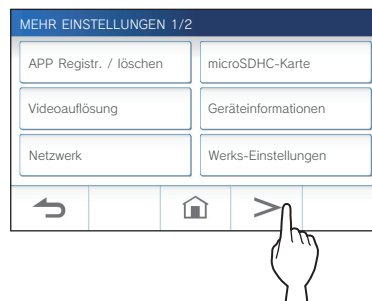 MEHR EINSTELLUNGEN 1/2
APP Registr. / löschen
microSDHC-Karte
Videoauflösung
Geräteinformationen
Netzwerk
Werks-Einstellungen